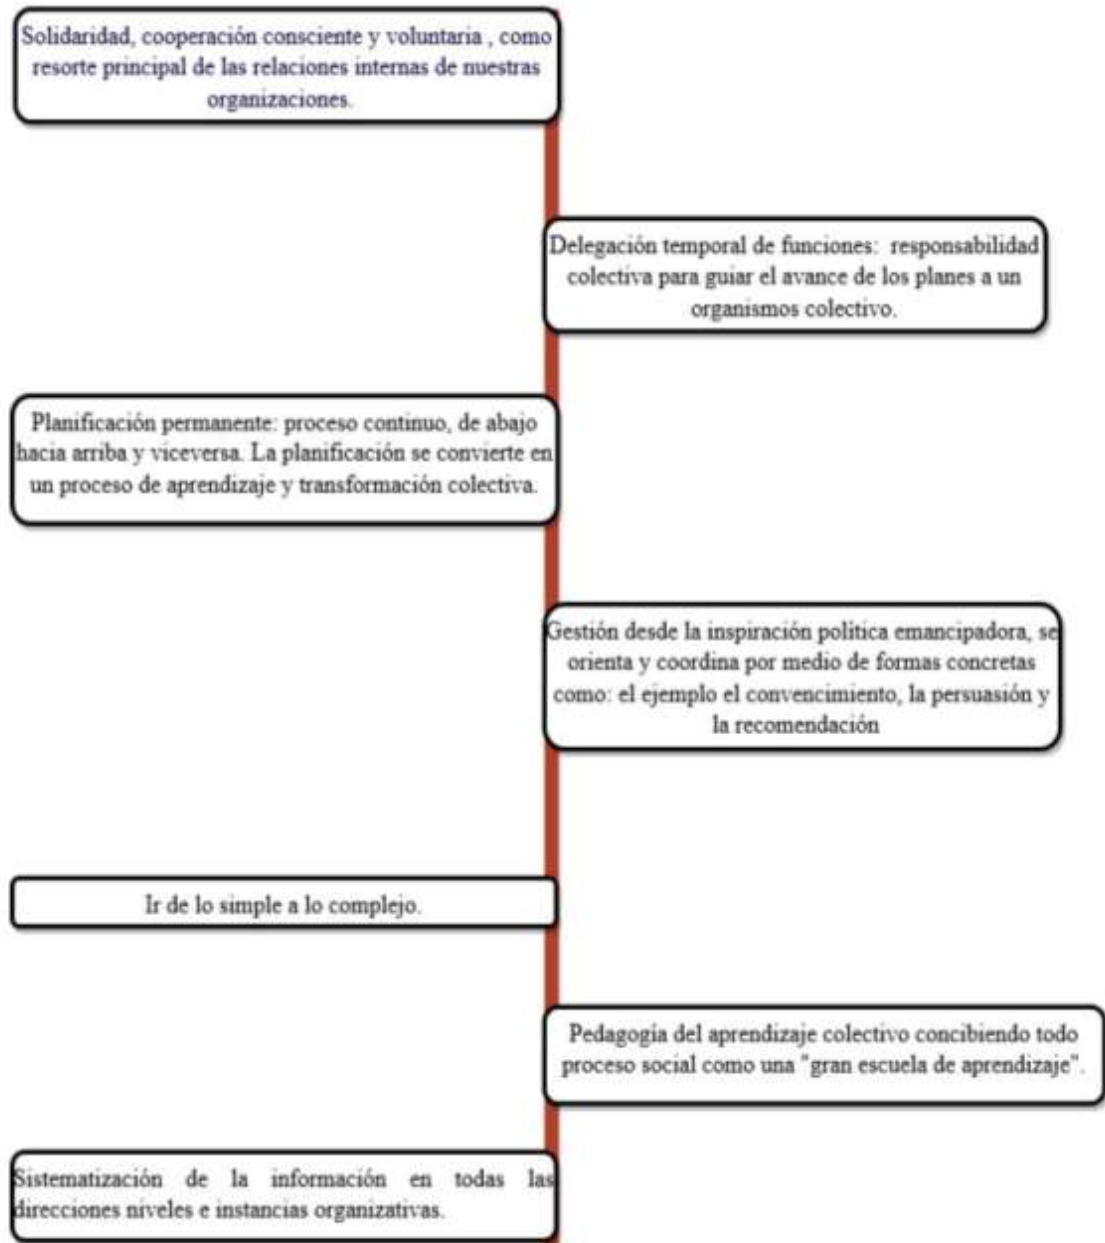 Solidaridad, cooperación consciente y voluntaria , como
resorte principal de las relaciones internas de nuestras
organizaciones.
Delegación temporal de funciones: responsabilidad
colectiva para guiar el avance de los planes a un
organismos colectivo.
Planificación permanente: proceso continuo, de abajo
hacia arriba y viceversa. La planificación se convierte en
un proceso de aprendizaje y transformación colectiva.
Gestión desde la inspiración política emancipadora, se
orienta y coordina por medio de formas concretas
como: el ejemplo el convencimiento, la persuasión y
la recomendación
Ir de lo simple a lo complejo.
Pedagogía del aprendizaje colectivo concibiendo todo
proceso social como una "gran escuela de aprendizaje".
Sistematización de la información en todas las
direcciones niveles e instancias organizativas.